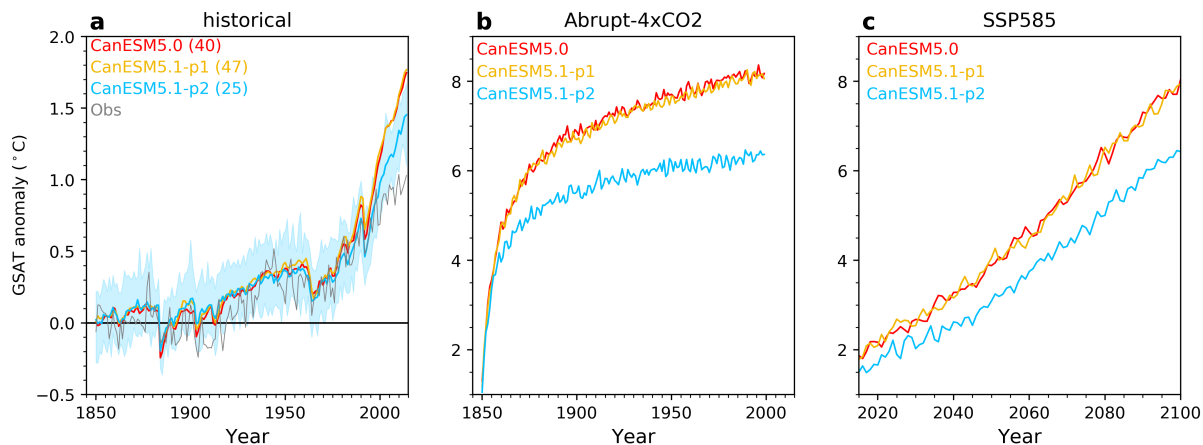 a historical
CanESM5.0 (40)
CanESM5.1-p1 (47)
CanESM5.1-p2 (25)
Obs
GSAT anomaly (°C)
2.0
1.5
1.0
0.5
0.0
−0.5
1850 1900 1950 2000
Year
b Abrupt-4xCO2
CanESM5.0
CanESM5.1-p1
CanESM5.1-p2
8
6
4
2
1850 1900 1950 2000
Year
c SSP585
CanESM5.0
CanESM5.1-p1
CanESM5.1-p2
8
6
4
2
2020 2040 2060 2080 2100
Year